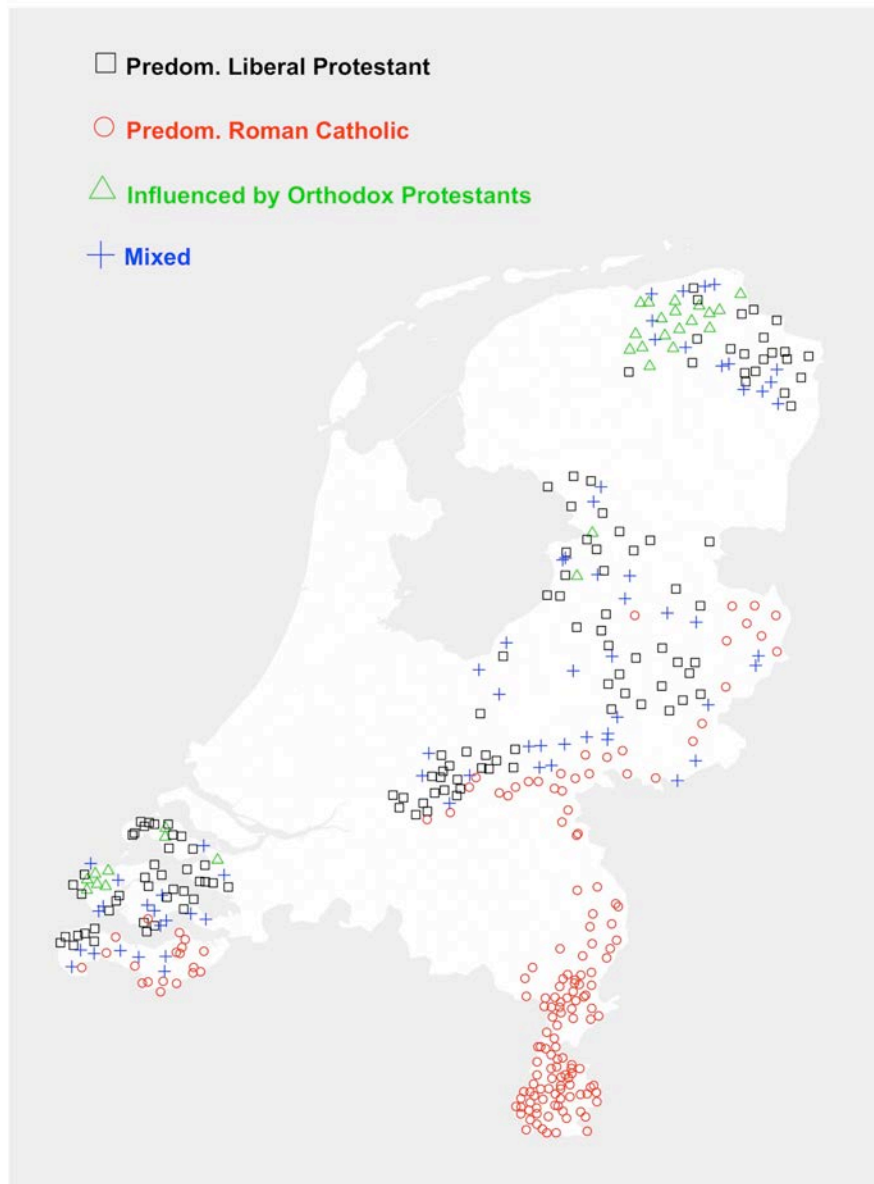 Predom. Liberal Protestant
Predom. Roman Catholic
Influenced by Orthodox Protestants
Mixed